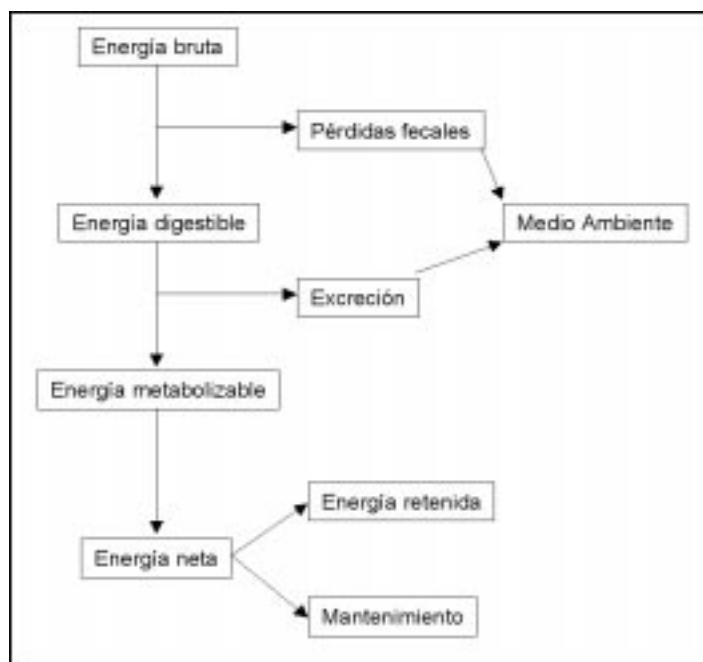 Energía bruta
Pérdidas fecales
Energía digestible
Medio Ambiente
Excreción
Energía metabolizable
Energía retenida
Energía neta
Mantenimiento